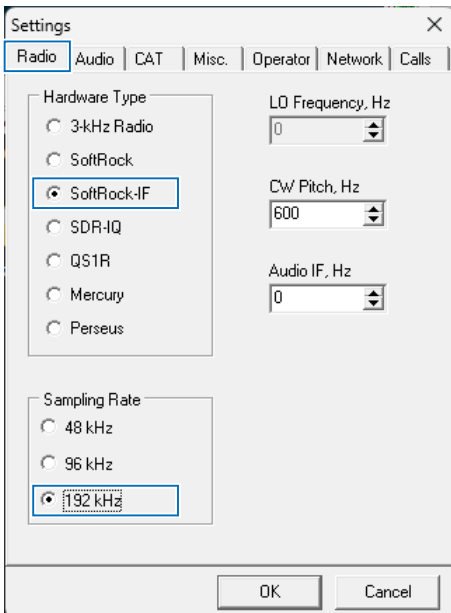 Settings
Radio Audio CAT Misc. Operator Network Calls
Hardware Type
3-kHz Radio
SoftRock
SoftRock-IF
SDR-IQ
QS1R
Mercury
Perseus
LO Frequency, Hz
0
CW Pitch, Hz
600
Audio IF, Hz
0
Sampling Rate
48 kHz
96 kHz
192 kHz
OK Cancel